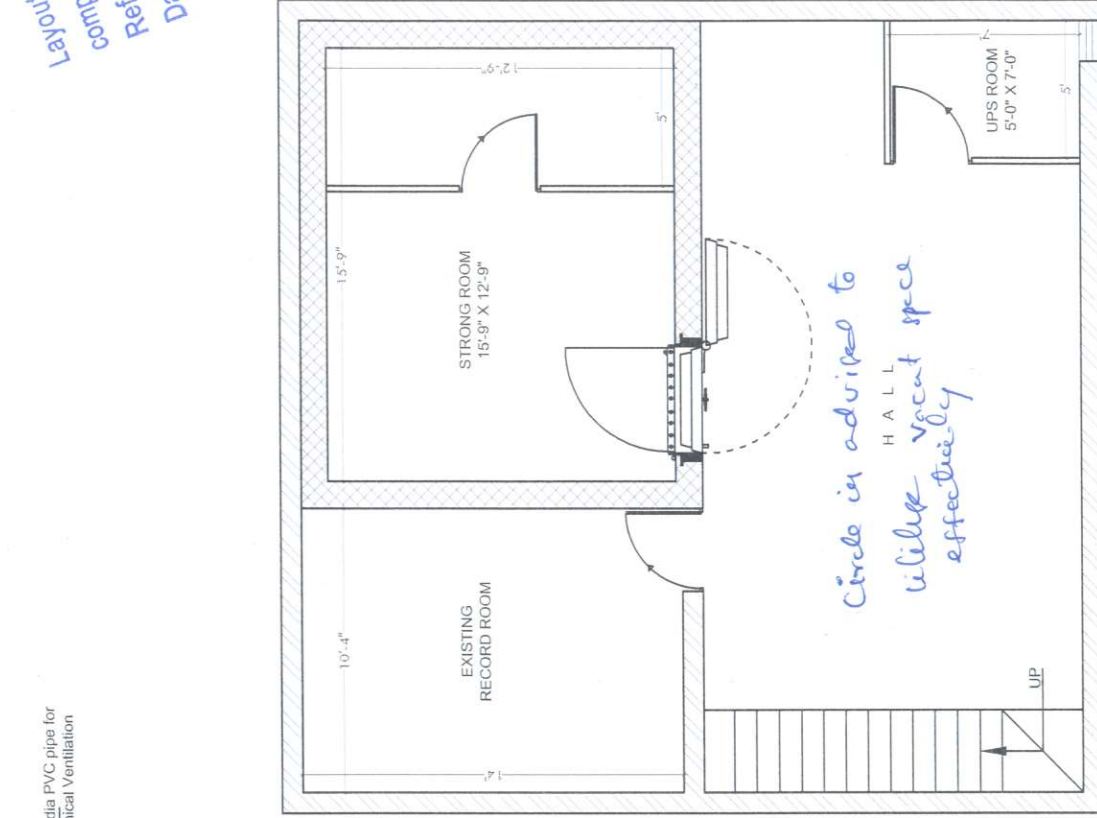 Layou
comp
Ref
Da
dia PVC pipe for
nical Ventilation
12'-9"
15'-9"
5'
STRONG ROOM
15'-9" X 12'-9"
7'
UPS ROOM
5'-0" X 7'-0"
5'
10'-4"
EXISTING
RECORD ROOM
14'
Circle is advised to
HALL
utilize vacant space
effectively
UP